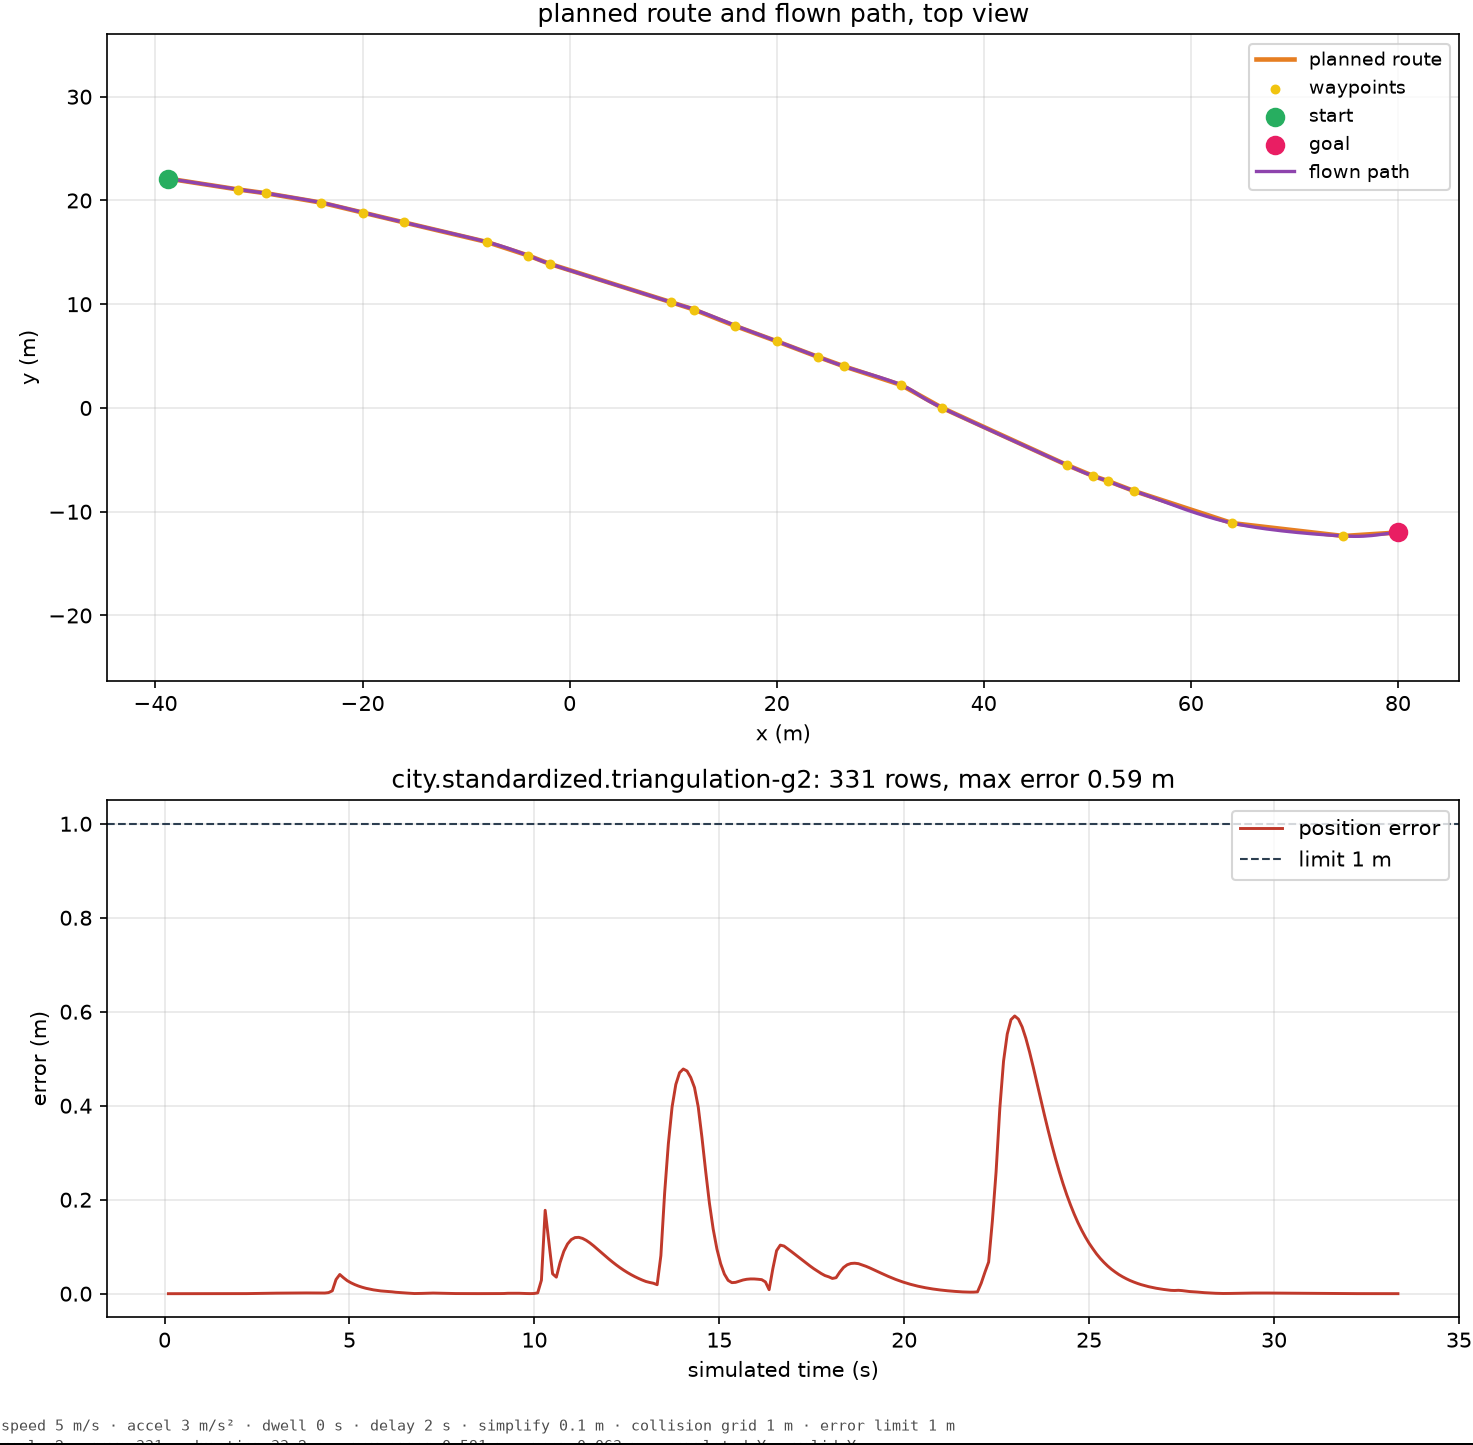 planned route and flown path, top view
planned route
waypoints
start
goal
flown path
30
20
10
0
−10
−20
y (m)
−40
−20
0
20
40
60
80
x (m)
city.standardized.triangulation-g2: 331 rows, max error 0.59 m
position error
limit 1 m
1.0
0.8
0.6
0.4
0.2
0.0
error (m)
0
5
10
15
20
25
30
35
simulated time (s)
speed 5 m/s · accel 3 m/s² · dwell 0 s · delay 2 s · simplify 0.1 m · collision grid 1 m · error limit 1 m